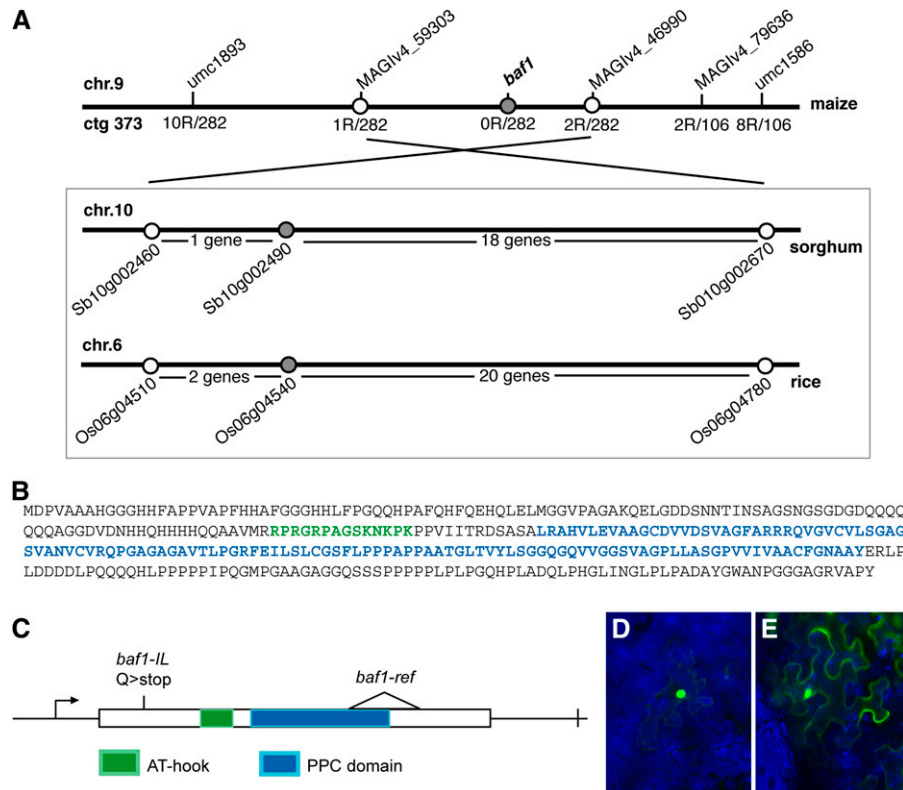 A
umc1893
MAGIv4_59303
baf1
MAGIv4_46990
MAGIv4_79636
umc1586
chr.9
maize
ctg 373
10R/282
1R/282
0R/282
2R/282
2R/106
8R/106
chr.10
1 gene
18 genes
sorghum
Sb10g002460
Sb10g002490
Sb010g002670
chr.6
2 genes
20 genes
rice
Os06g04510
Os06g04540
Os06g04780
B
MDPVAAAHGGGHHFAPPVAPFHHAFGGGHHLFPGQQHPAFQHFQEHQLELMGGVPAGAKQELGDDSNNTINSAGSNGDGDQQQQQ
QQQAGGDVDNHHQHHHHQQAAVMRRPRGRPAGSKNKPKPPVIITRDSASALRAHVLEVAAGCDVVDSVAGFARRRQVGVCVLSGAG
SVANVCVRQPGAGAGAVTLPGRFEILSLCGSFLPPPAPPAATGLTVYLSGGQGQVVGGSVAGPLLASGPVVIVAACFGNAAYERLP
LDDDDLPQQQQHLPPPPPIPQGMPGAAGAGGQSSSPPPPPLPLPGQHPLADQLPHGLINGLPLPADAYGWANPGGGAGRVAPY
C
baf1-IL
Q>stop
baf1-ref
AT-hook
PPC domain
D
E